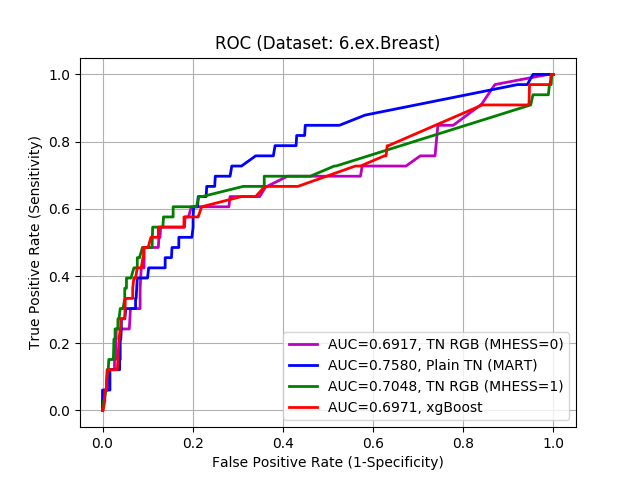 ROC (Dataset: 6.ex.Breast)
True Positive Rate (Sensitivity)
1.0
0.8
0.6
0.4
0.2
0.0
AUC=0.6917, TN RGB (MHESS=0)
AUC=0.7580, Plain TN (MART)
AUC=0.7048, TN RGB (MHESS=1)
AUC=0.6971, xgBoost
0.0 0.2 0.4 0.6 0.8 1.0
False Positive Rate (1-Specificity)